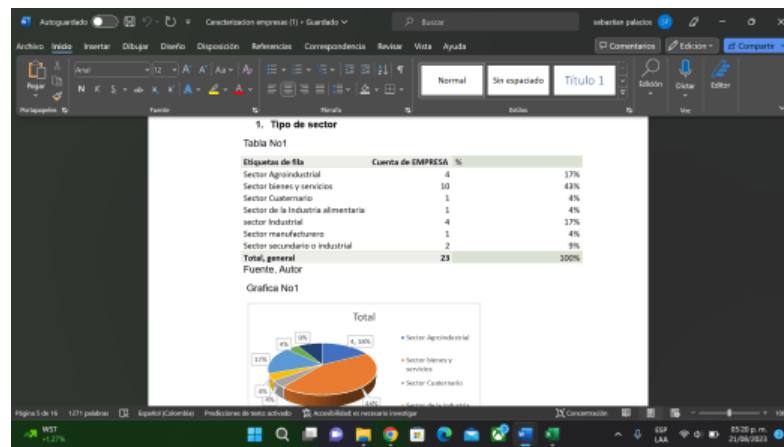 Autoguardado
Caracterizacion empresas (1) • Guardado
Buscar
sebastian palacios
Archivo Inicio Insertar Dibujar Diseño Disposición Referencias Correspondencia Revisar Vista Ayuda
Comentarios Edición Compartir
Pegar
Arial 12
N K S
Normal Sin espaciado Título 1
Edición Dictar Editor
Portapapeles Fuente Párrafo Estilos Voz
1. Tipo de sector
Tabla No1
Etiquetas de fila Cuenta de EMPRESA %
Sector Agroindustrial 4 17%
Sector bienes y servicios 10 43%
Sector Cuaternario 1 4%
Sector de la Industria alimentaria 1 4%
sector Industrial 4 17%
Sector manufacturero 1 4%
Sector secundario o industrial 2 9%
Total, general 23 100%
Fuente, Autor
Grafica No1
Total
9%
4%
17%
4%
Sector Agroindustrial
Sector bienes y
servicios
Sector Cuaternario
Página 5 de 16 1271 palabras Español (Colombia) Predicciones de texto: activado Accesibilidad: es necesario investigar
Concentración
WST
+1,27%
ESP
LAA
05:20 p. m.
21/08/2023